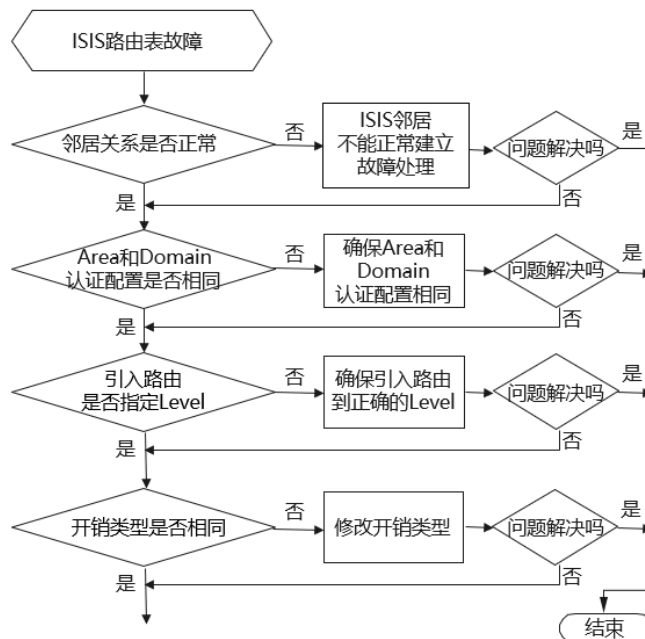 ISIS路由表故障
邻居关系是否正常
否
ISIS邻居
不能正常建立
故障处理
问题解决吗
是
是
否
Area和Domain
认证配置是否相同
否
确保Area和
Domain
认证配置相同
问题解决吗
是
是
否
引入路由
是否指定Level
否
确保引入路由
到正确的Level
问题解决吗
是
是
否
开销类型是否相同
否
修改开销类型
问题解决吗
是
是
否
结束